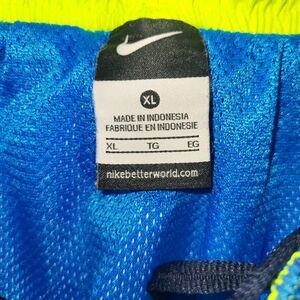 XL
MADE IN INDONESIA
FABRIQUE EN INDONESIE
XL TG EG
nikebetterworld.com